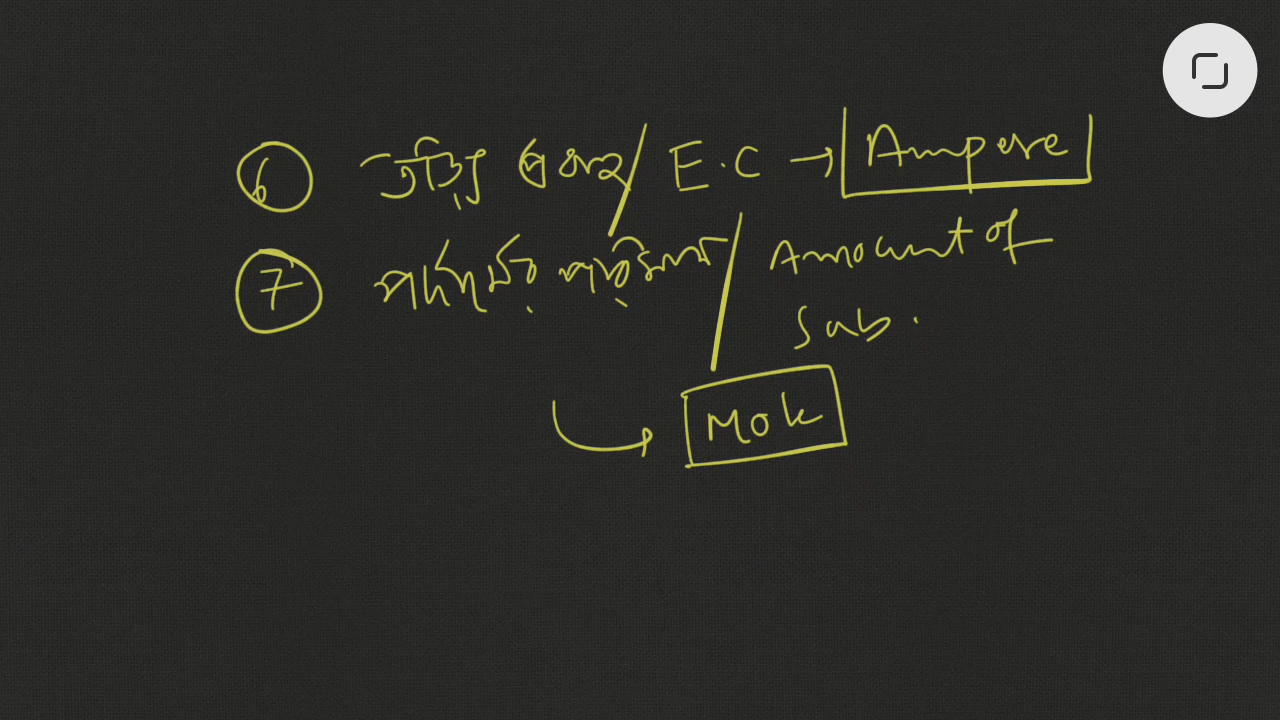 ⑥ তড়িৎ প্রবাহ / E.C → Ampere
⑦ পদার্থের পরিমাণ / Amount of
Sub.
Mole